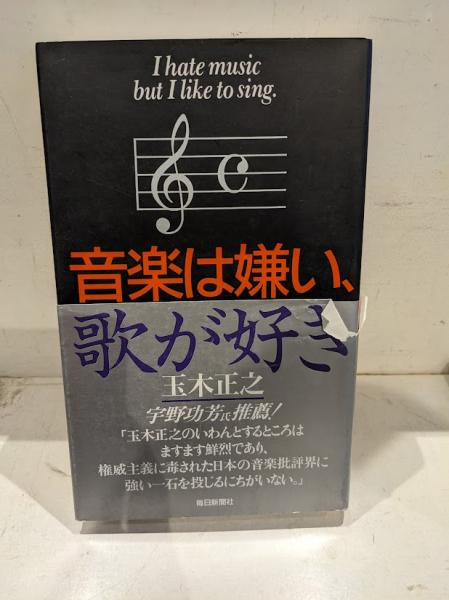 I hate music
but I like to sing.
音楽は嫌い、
歌が好き
玉木正之
宇野功芳氏推薦!
「玉木正之のいわんとするところは
ますます鮮烈であり、
権威主義に毒された日本の音楽批評界に
強い一石を投じるにちがいない。」
毎日新聞社